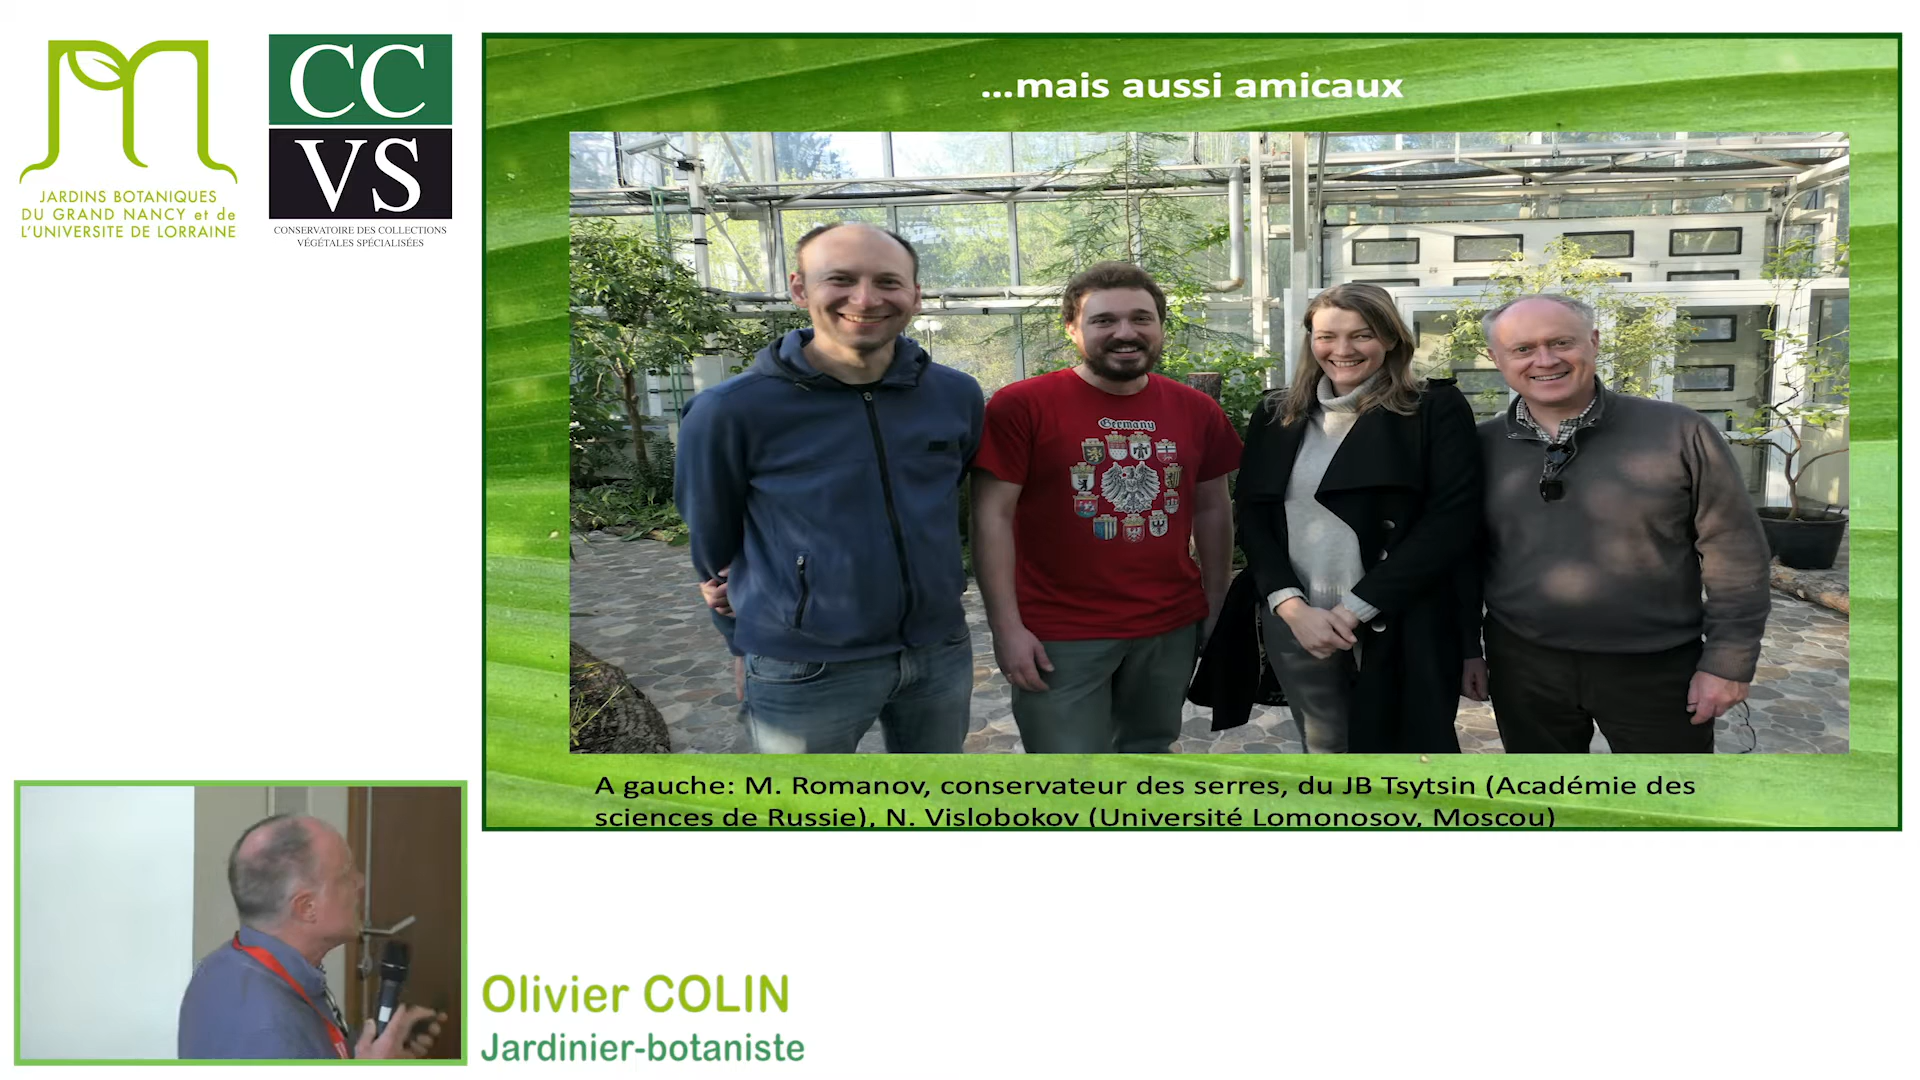 JARDINS BOTANIQUES
DU GRAND NANCY et de
L'UNIVERSITE DE LORRAINE
CC
VS
CONSERVATOIRE DES COLLECTIONS
VÉGÉTALES SPÉCIALISÉES
...mais aussi amicaux
Germany
A gauche: M. Romanov, conservateur des serres, du JB Tsytsin (Académie des
sciences de Russie), N. Vislobokov (Université Lomonosov, Moscou)
Olivier COLIN
Jardinier-botaniste